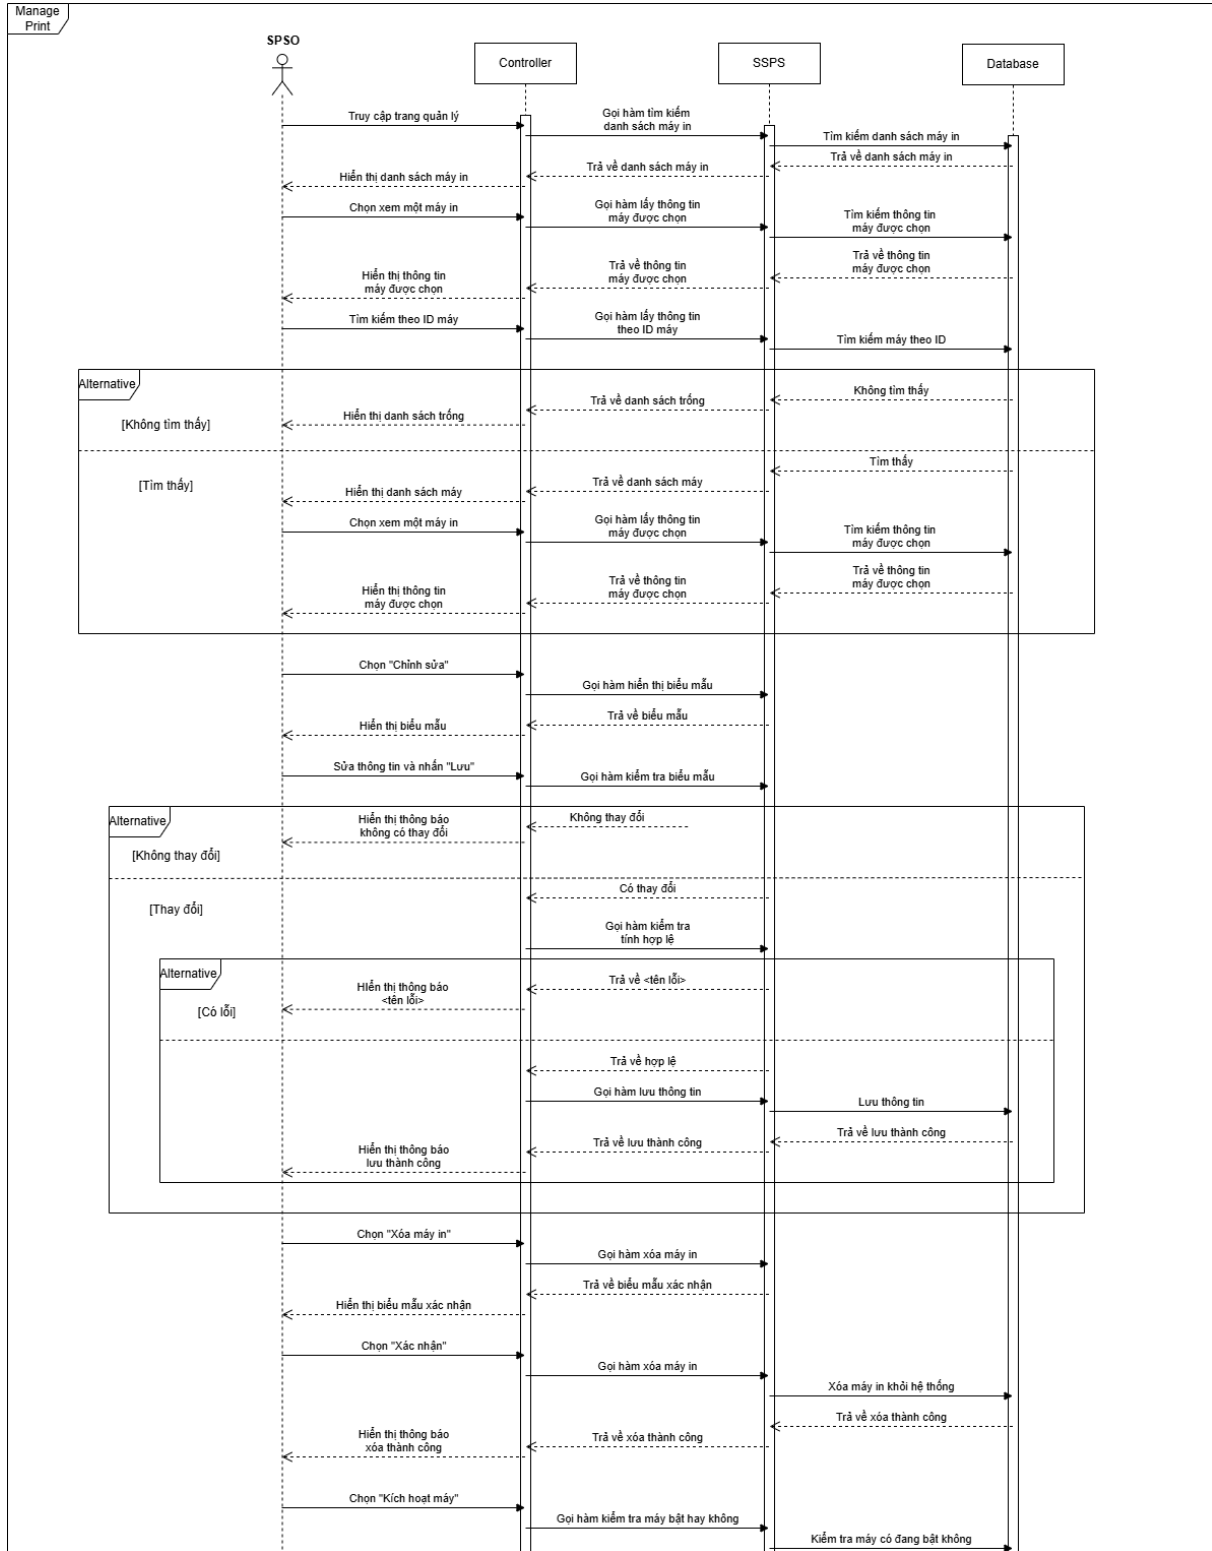 Manage
Print
SPSO
Controller
SSPS
Database
Truy cập trang quản lý
Gọi hàm tìm kiếm
danh sách máy in
Tìm kiếm danh sách máy in
Trả về danh sách máy in
Trả về danh sách máy in
Hiển thị danh sách máy in
Chọn xem một máy in
Gọi hàm lấy thông tin
máy được chọn
Tìm kiếm thông tin
máy được chọn
Trả về thông tin
máy được chọn
Trả về thông tin
máy được chọn
Hiển thị thông tin
máy được chọn
Tìm kiếm theo ID máy
Gọi hàm lấy thông tin
theo ID máy
Tìm kiếm máy theo ID
Alternative
Không tìm thấy
Trả về danh sách trống
Hiển thị danh sách trống
[Không tìm thấy]
Tìm thấy
[Tìm thấy]
Trả về danh sách máy
Hiển thị danh sách máy
Chọn xem một máy in
Gọi hàm lấy thông tin
máy được chọn
Tìm kiếm thông tin
máy được chọn
Trả về thông tin
máy được chọn
Trả về thông tin
máy được chọn
Hiển thị thông tin
máy được chọn
Chọn "Chỉnh sửa"
Gọi hàm hiển thị biểu mẫu
Trả về biểu mẫu
Hiển thị biểu mẫu
Sửa thông tin và nhấn "Lưu"
Gọi hàm kiểm tra biểu mẫu
Alternative
Không thay đổi
Hiển thị thông báo
không có thay đổi
[Không thay đổi]
Có thay đổi
[Thay đổi]
Gọi hàm kiểm tra
tính hợp lệ
Alternative
Trả về <tên lỗi>
HIển thị thông báo
<tên lỗi>
[Có lỗi]
Trả về hợp lệ
Gọi hàm lưu thông tin
Lưu thông tin
Trả về lưu thành công
Trả về lưu thành công
Hiển thị thông báo
lưu thành công
Chọn "Xóa máy in"
Gọi hàm xóa máy in
Trả về biểu mẫu xác nhận
Hiển thị biểu mẫu xác nhận
Chọn "Xác nhận"
Gọi hàm xóa máy in
Xóa máy in khỏi hệ thống
Trả về xóa thành công
Trả về xóa thành công
Hiển thị thông báo
xóa thành công
Chọn "Kích hoạt máy"
Gọi hàm kiểm tra máy bật hay không
Kiểm tra máy có đang bật không